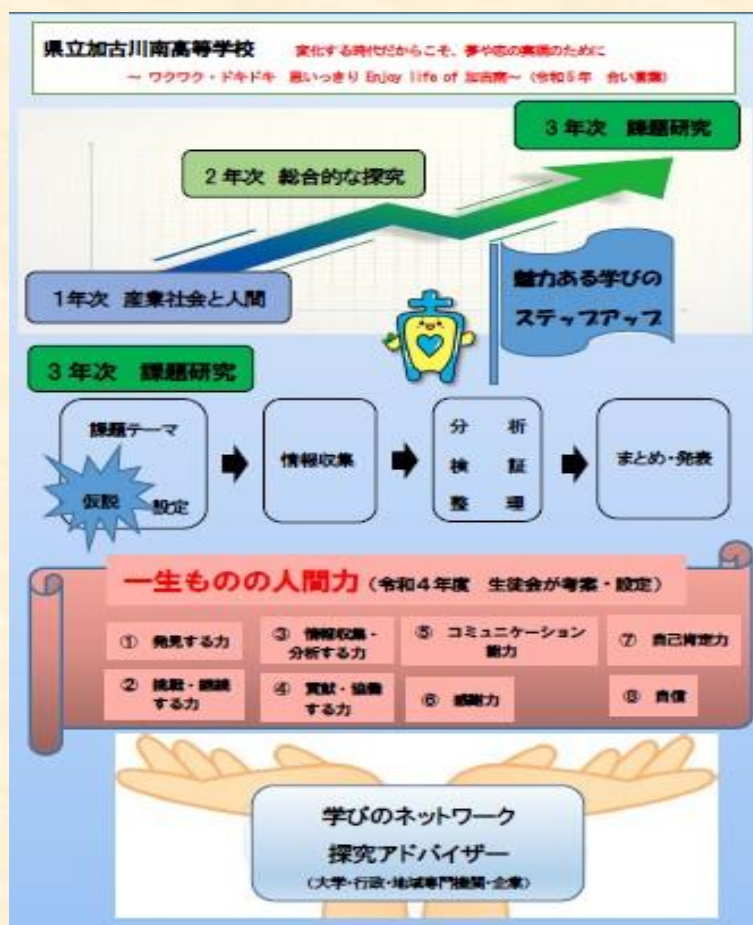 県立加古川南高等学校 変化する時代だからこそ、夢や志の実現のために
～ ワクワク・ドキドキ 思いっきり Enjoy life of 加古南～（令和５年 合い言葉）
３年次 課題研究
２年次 総合的な探究
１年次 産業社会と人間
魅力ある学びの
ステップアップ
３年次 課題研究
課題テーマ
仮説 設定
情報収集
分 析
検 証
整 理
まとめ・発表
一生ものの人間力（令和４年度 生徒会が考案・設定）
① 発見する力
② 挑戦・継続
する力
③ 情報収集・
分析する力
④ 貢献・協働
する力
⑤ コミュニケーション
能力
⑥ 感謝力
⑦ 自己肯定力
⑧ 自信
学びのネットワーク
探究アドバイザー
（大学・行政・地域専門機関・企業）